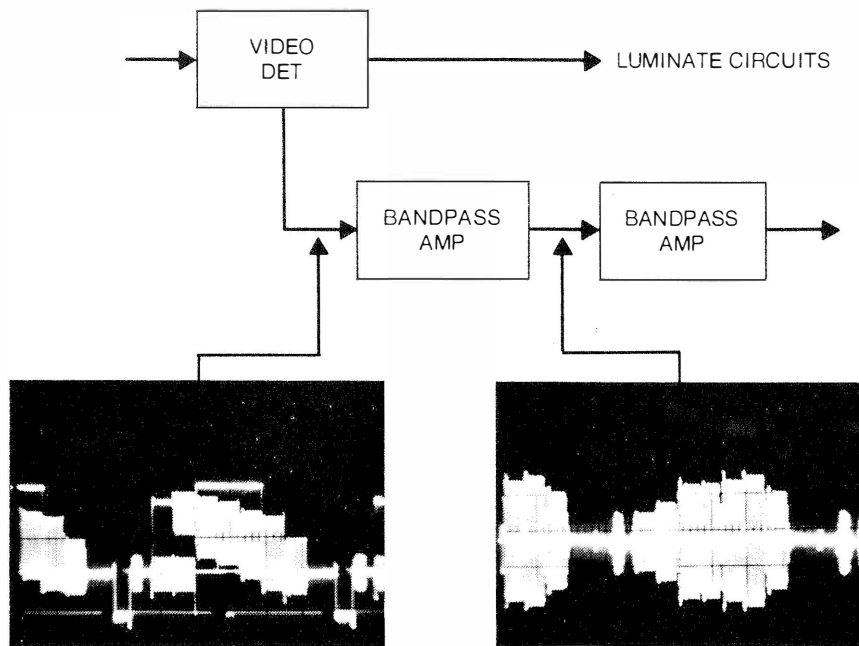 VIDEO
DET
LUMINATE CIRCUITS
BANDPASS
AMP
BANDPASS
AMP